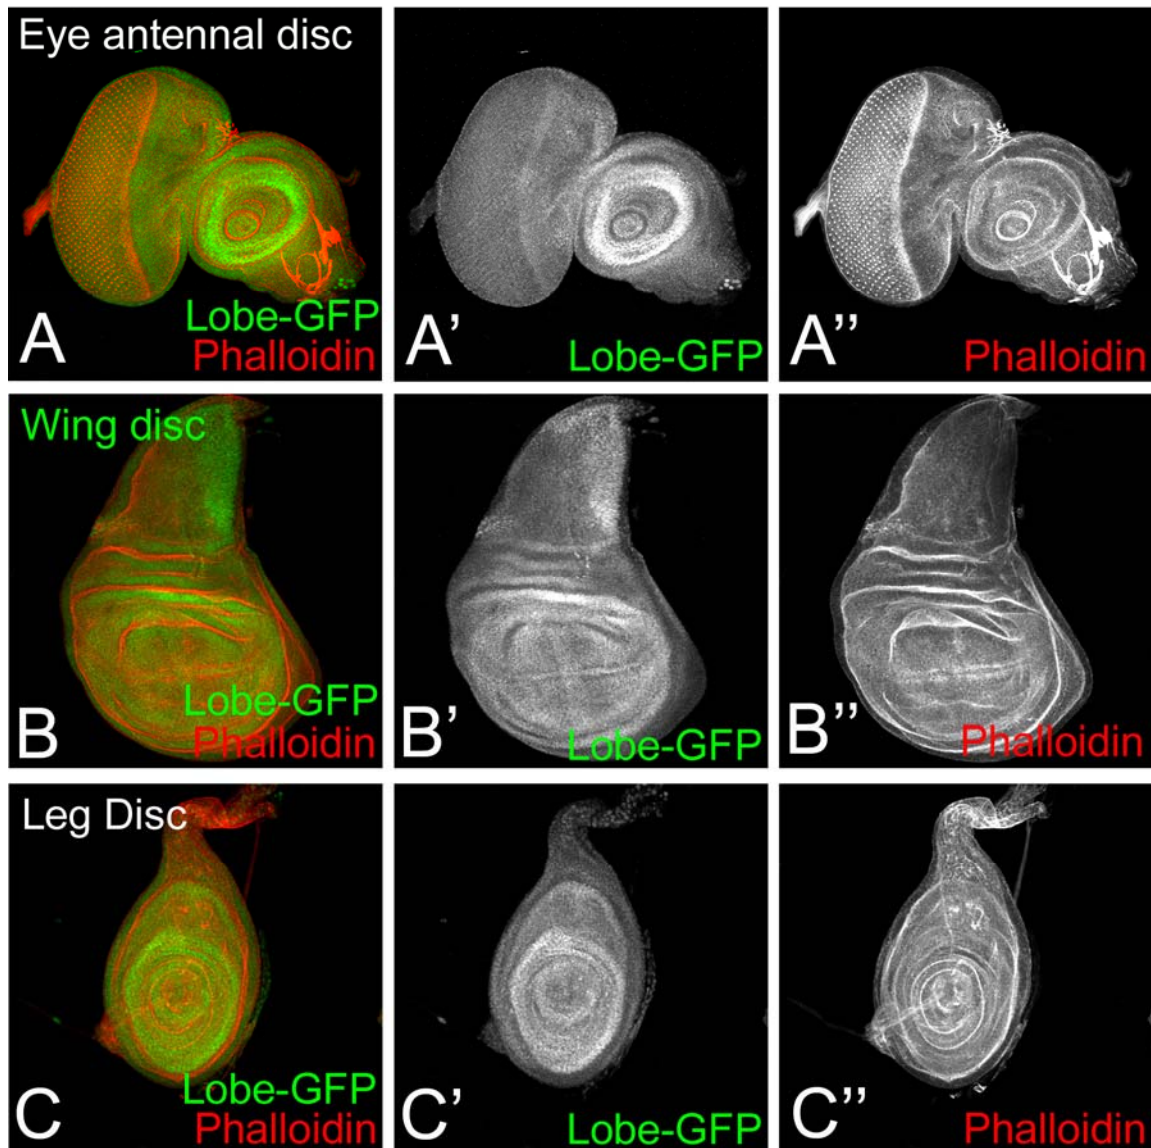 Eye antennal disc
A
Lobe-GFP
Phalloidin
A'
Lobe-GFP
A''
Phalloidin
Wing disc
B
Lobe-GFP
Phalloidin
B'
Lobe-GFP
B''
Phalloidin
Leg Disc
C
Lobe-GFP
Phalloidin
C'
Lobe-GFP
C''
Phalloidin